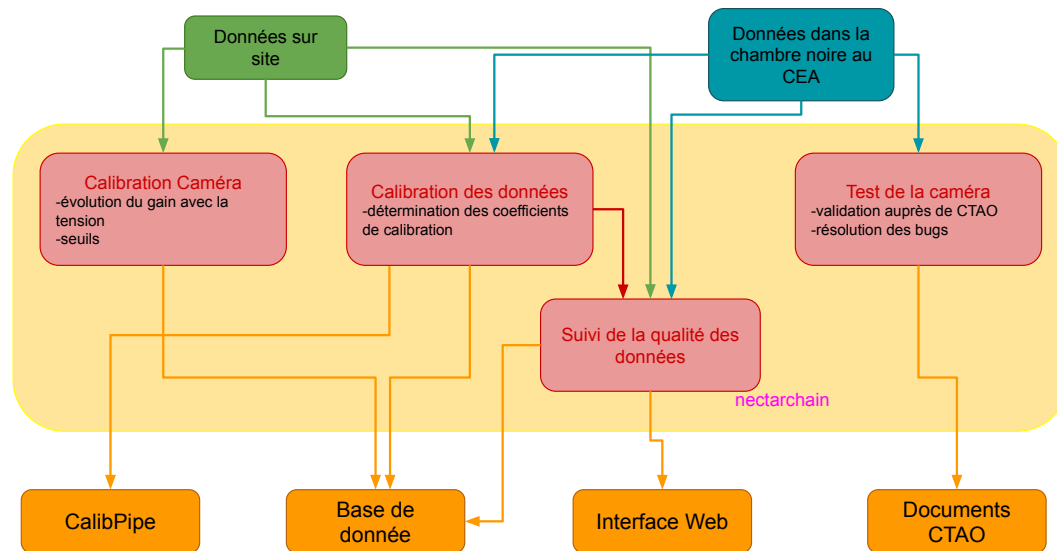 Données sur
site
Données dans la
chambre noire au
CEA
Calibration Caméra
-évolution du gain avec la
tension
-seuils
Calibration des données
-détermination des coefficients
de calibration
Test de la caméra
-validation auprès de CTAO
-résolution des bugs
Suivi de la qualité des
données
nectarchain
CalibPipe
Base de
donnée
Interface Web
Documents
CTAO